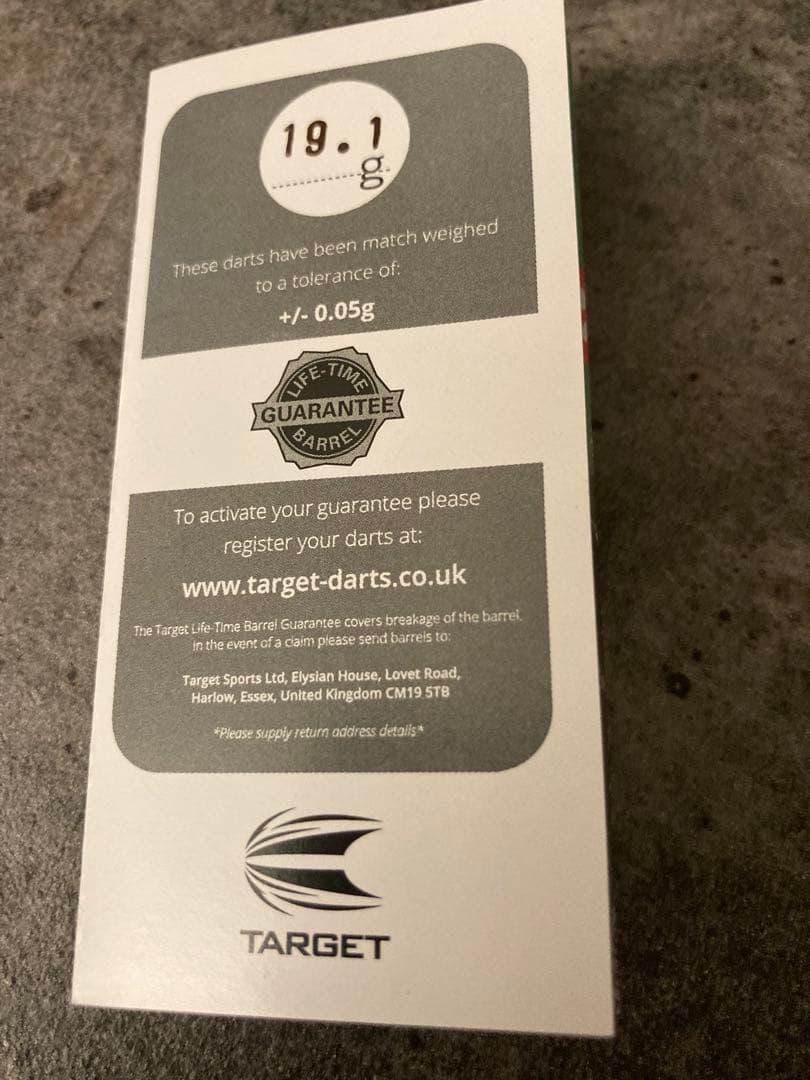 19.1
g
These darts have been match weighed
to a tolerance of:
+/- 0.05g
LIFE-TIME
GUARANTEE
BARREL
To activate your guarantee please
register your darts at:
www.target-darts.co.uk
The Target Life-Time Barrel Guarantee covers breakage of the barrel.
In the event of a claim please send barrels to:
Target Sports Ltd, Elysian House, Lovet Road,
Harlow, Essex, United Kingdom CM19 5TB
*Please supply return address details*
TARGET